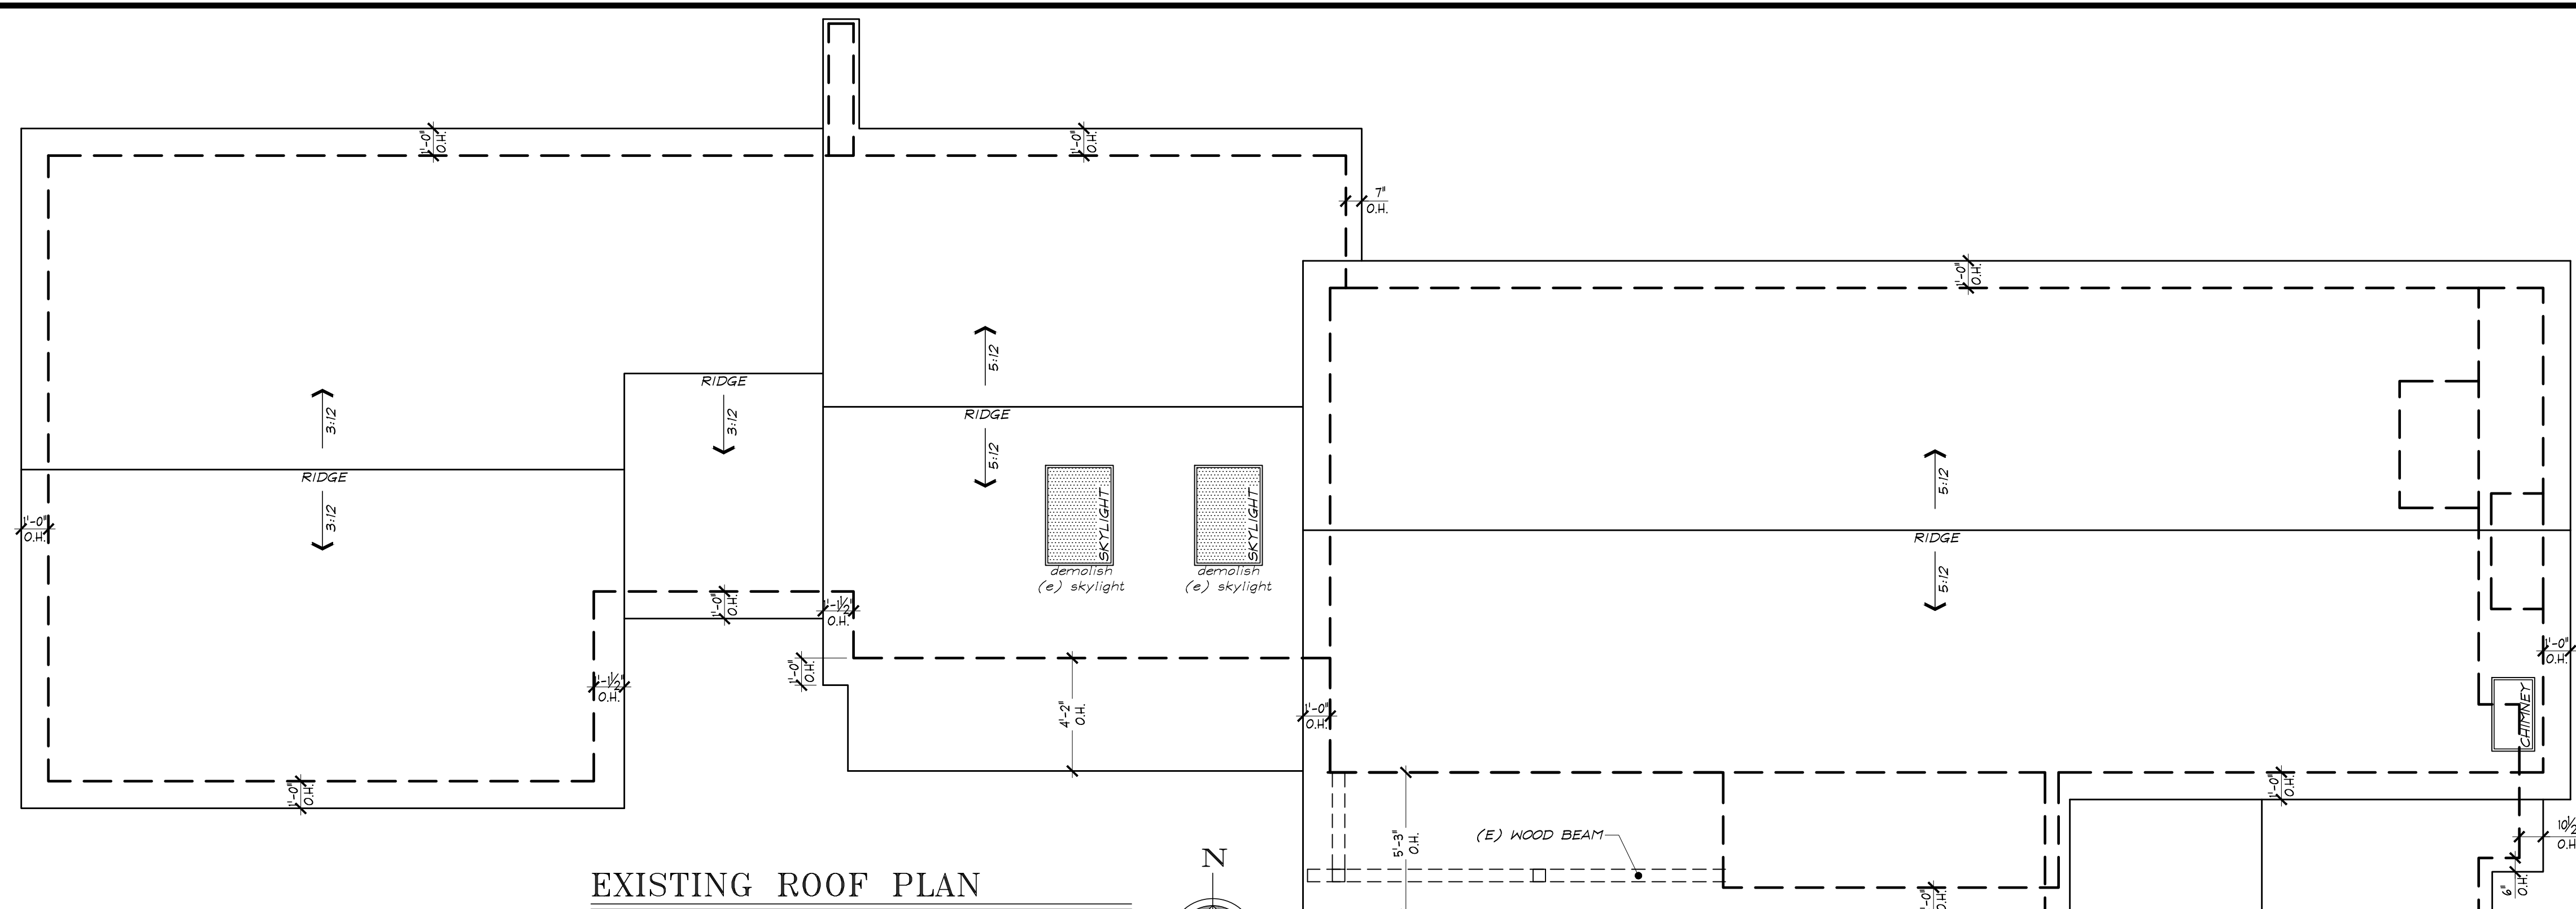 1'-0"
O.H.
1'-0"
O.H.
7"
O.H.
1'-0"
O.H.
5:12
RIDGE
3:12
RIDGE
5:12
3:12
RIDGE
3:12
5:12
RIDGE
5:12
SKYLIGHT
SKYLIGHT
demolish
(e) skylight
demolish
(e) skylight
1'-0"
O.H.
1'-0"
O.H.
1'-1½"
O.H.
1'-0"
O.H.
1'-0"
O.H.
1'-1½"
O.H.
4'-2"
O.H.
1'-0"
O.H.
CHIMNEY
1'-0"
O.H.
1'-0"
O.H.
5'-3"
O.H.
(E) WOOD BEAM
6"
O.H.
1'-0"
O.H.
N
EXISTING ROOF PLAN